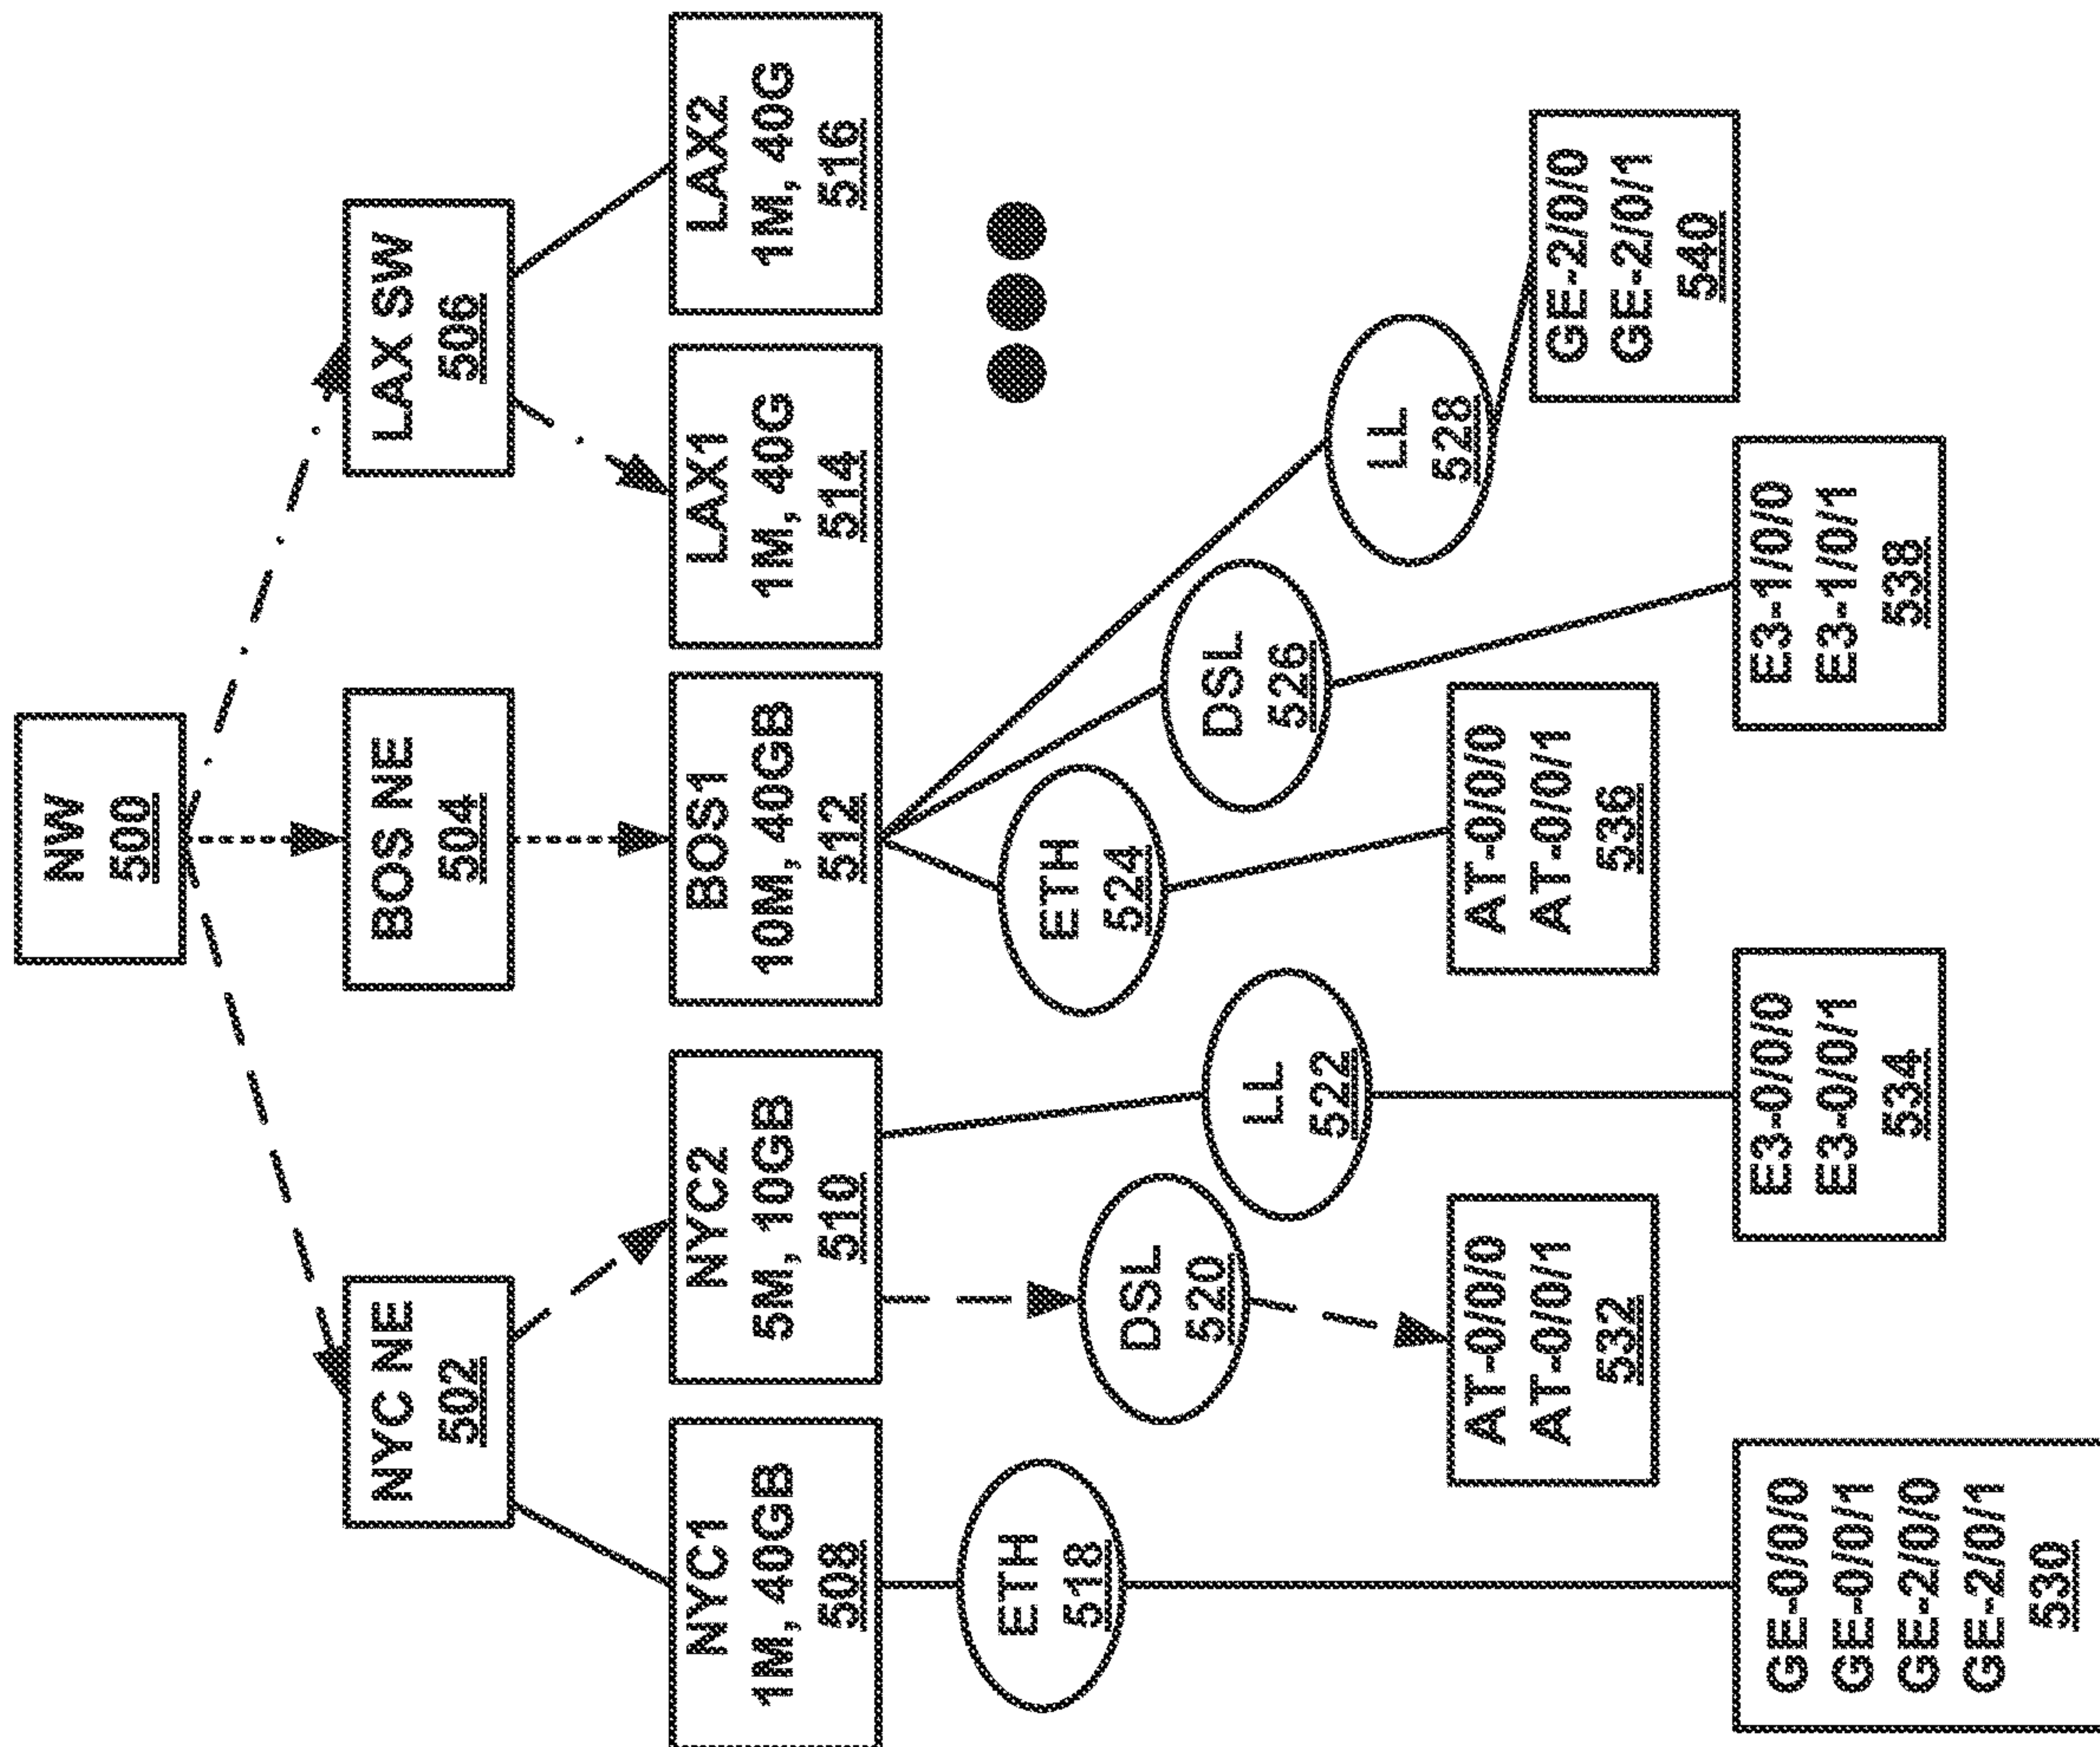 NW
500
NYC NE
502
BOS NE
504
LAX SW
506
NYC1
1M, 40GB
508
NYC2
5M, 10GB
510
BOS1
10M, 40GB
512
LAX1
1M, 40G
514
LAX2
1M, 40G
516
ETH
518
DSL
520
LL
522
ETH
524
DSL
526
LL
528
GE-0/0/0
GE-0/0/1
GE-2/0/0
GE-2/0/1
530
AT-0/0/0
AT-0/0/1
532
E3-0/0/0
E3-0/0/1
534
AT-0/0/0
AT-0/0/1
536
E3-1/0/0
E3-1/0/1
538
GE-2/0/0
GE-2/0/1
540